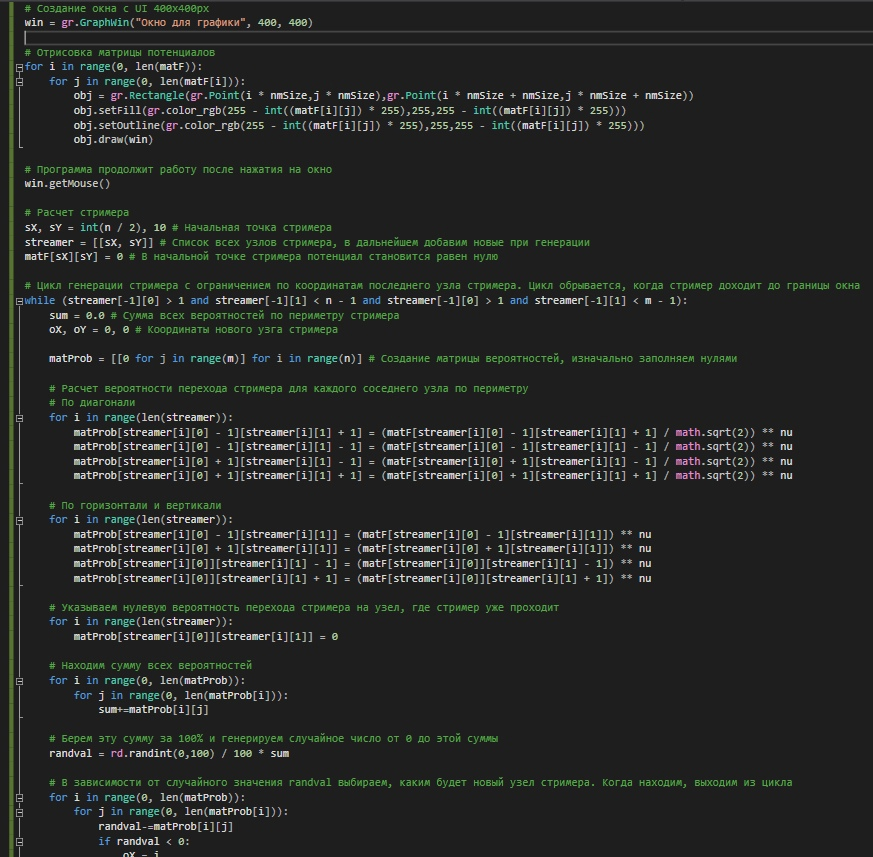 # Создание окна с UI 400x400px
win = gr.GraphWin("Окно для графики", 400, 400)
# Отрисовка матрицы потенциалов
for i in range(0, len(matF)):
for j in range(0, len(matF[i])):
obj = gr.Rectangle(gr.Point(i * nmSize,j * nmSize),gr.Point(i * nmSize + nmSize,j * nmSize + nmSize))
obj.setFill(gr.color_rgb(255 - int((matF[i][j]) * 255),255,255 - int((matF[i][j]) * 255)))
obj.setOutline(gr.color_rgb(255 - int((matF[i][j]) * 255),255,255 - int((matF[i][j]) * 255)))
obj.draw(win)
# Программа продолжит работу после нажатия на окно
win.getMouse()
# Расчет стримера
sX, sY = int(n / 2), 10 # Начальная точка стримера
streamer = [[sX, sY]] # Список всех узлов стримера, в дальнейшем добавим новые при генерации
matF[sX][sY] = 0 # В начальной точке стримера потенциал становится равен нулю
# Цикл генерации стримера с ограничением по координатам последнего узла стримера. Цикл обрывается, когда стример доходит до границы окна
while (streamer[-1][0] > 1 and streamer[-1][1] < n - 1 and streamer[-1][0] > 1 and streamer[-1][1] < m - 1):
sum = 0.0 # Сумма всех вероятностей по периметру стримера
oX, oY = 0, 0 # Координаты нового узга стримера
matProb = [[0 for j in range(m)] for i in range(n)] # Создание матрицы вероятностей, изначально заполняем нулями
# Расчет вероятности перехода стримера для каждого соседнего узла по периметру
# По диагонали
for i in range(len(streamer)):
matProb[streamer[i][0] - 1][streamer[i][1] + 1] = (matF[streamer[i][0] - 1][streamer[i][1] + 1] / math.sqrt(2)) ** nu
matProb[streamer[i][0] - 1][streamer[i][1] - 1] = (matF[streamer[i][0] - 1][streamer[i][1] - 1] / math.sqrt(2)) ** nu
matProb[streamer[i][0] + 1][streamer[i][1] - 1] = (matF[streamer[i][0] + 1][streamer[i][1] - 1] / math.sqrt(2)) ** nu
matProb[streamer[i][0] + 1][streamer[i][1] + 1] = (matF[streamer[i][0] + 1][streamer[i][1] + 1] / math.sqrt(2)) ** nu
# По горизонтали и вертикали
for i in range(len(streamer)):
matProb[streamer[i][0] - 1][streamer[i][1]] = (matF[streamer[i][0] - 1][streamer[i][1]]) ** nu
matProb[streamer[i][0] + 1][streamer[i][1]] = (matF[streamer[i][0] + 1][streamer[i][1]]) ** nu
matProb[streamer[i][0]][streamer[i][1] - 1] = (matF[streamer[i][0]][streamer[i][1] - 1]) ** nu
matProb[streamer[i][0]][streamer[i][1] + 1] = (matF[streamer[i][0]][streamer[i][1] + 1]) ** nu
# Указываем нулевую вероятность перехода стримера на узел, где стример уже проходит
for i in range(len(streamer)):
matProb[streamer[i][0]][streamer[i][1]] = 0
# Находим сумму всех вероятностей
for i in range(0, len(matProb)):
for j in range(0, len(matProb[i])):
sum+=matProb[i][j]
# Берем эту сумму за 100% и генерируем случайное число от 0 до этой суммы
randval = rd.randint(0,100) / 100 * sum
# В зависимости от случайного значения randval выбираем, каким будет новый узел стримера. Когда находим, выходим из цикла
for i in range(0, len(matProb)):
for j in range(0, len(matProb[i])):
randval-=matProb[i][j]
if randval < 0:
oX = i